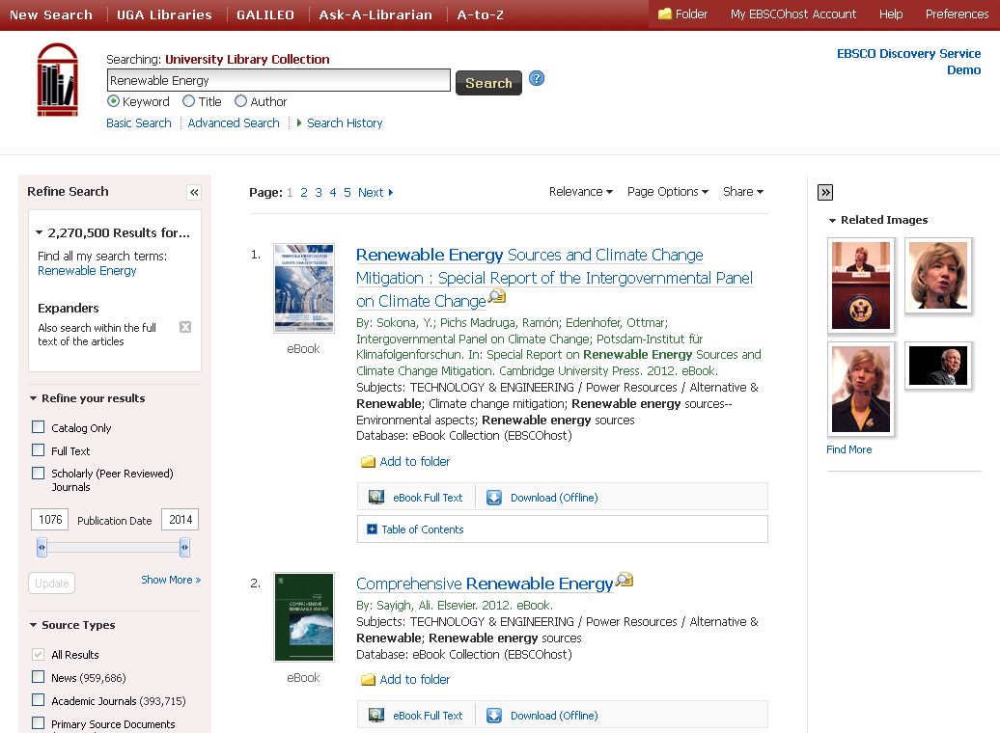 New Search UGA Libraries GALILEO Ask-A-Librarian A-to-Z Folder My EBSCOhost Account Help Preferences
Searching: University Library Collection
EBSCO Discovery Service
Demo
Renewable Energy Search ?
Keyword Title Author
Basic Search Advanced Search Search History
Refine Search «
2,270,500 Results for...
Find all my search terms:
Renewable Energy
Expanders
Also search within the full
text of the articles
Refine your results
Catalog Only
Full Text
Scholarly (Peer Reviewed)
Journals
1076 Publication Date 2014
Update Show More »
Source Types
All Results
News (959,686)
Academic Journals (393,715)
Primary Source Documents
Page: 1 2 3 4 5 Next Relevance Page Options Share
1.
Renewable Energy Sources and Climate Change
Mitigation : Special Report of the Intergovernmental Panel
on Climate Change
RENEWABLE ENERGY SOURCES
CLIMATE CHANGE MITIGATION
eBook
By: Sokona, Y.; Pichs Madruga, Ramón; Edenhofer, Ottmar;
Intergovernmental Panel on Climate Change; Potsdam-Institut für
Klimafolgenforschun. In: Special Report on Renewable Energy Sources and
Climate Change Mitigation. Cambridge University Press. 2012. eBook.
Subjects: TECHNOLOGY & ENGINEERING / Power Resources / Alternative &
Renewable; Climate change mitigation; Renewable energy sources--
Environmental aspects; Renewable energy sources
Database: eBook Collection (EBSCOhost)
Add to folder
eBook Full Text Download (Offline)
Table of Contents
2.
Comprehensive Renewable Energy
COMPREHENSIVE
RENEWABLE ENERGY
eBook
By: Sayigh, Ali. Elsevier. 2012. eBook.
Subjects: TECHNOLOGY & ENGINEERING / Power Resources / Alternative &
Renewable; Renewable energy sources
Database: eBook Collection (EBSCOhost)
Add to folder
eBook Full Text Download (Offline)
»
Related Images
Find More